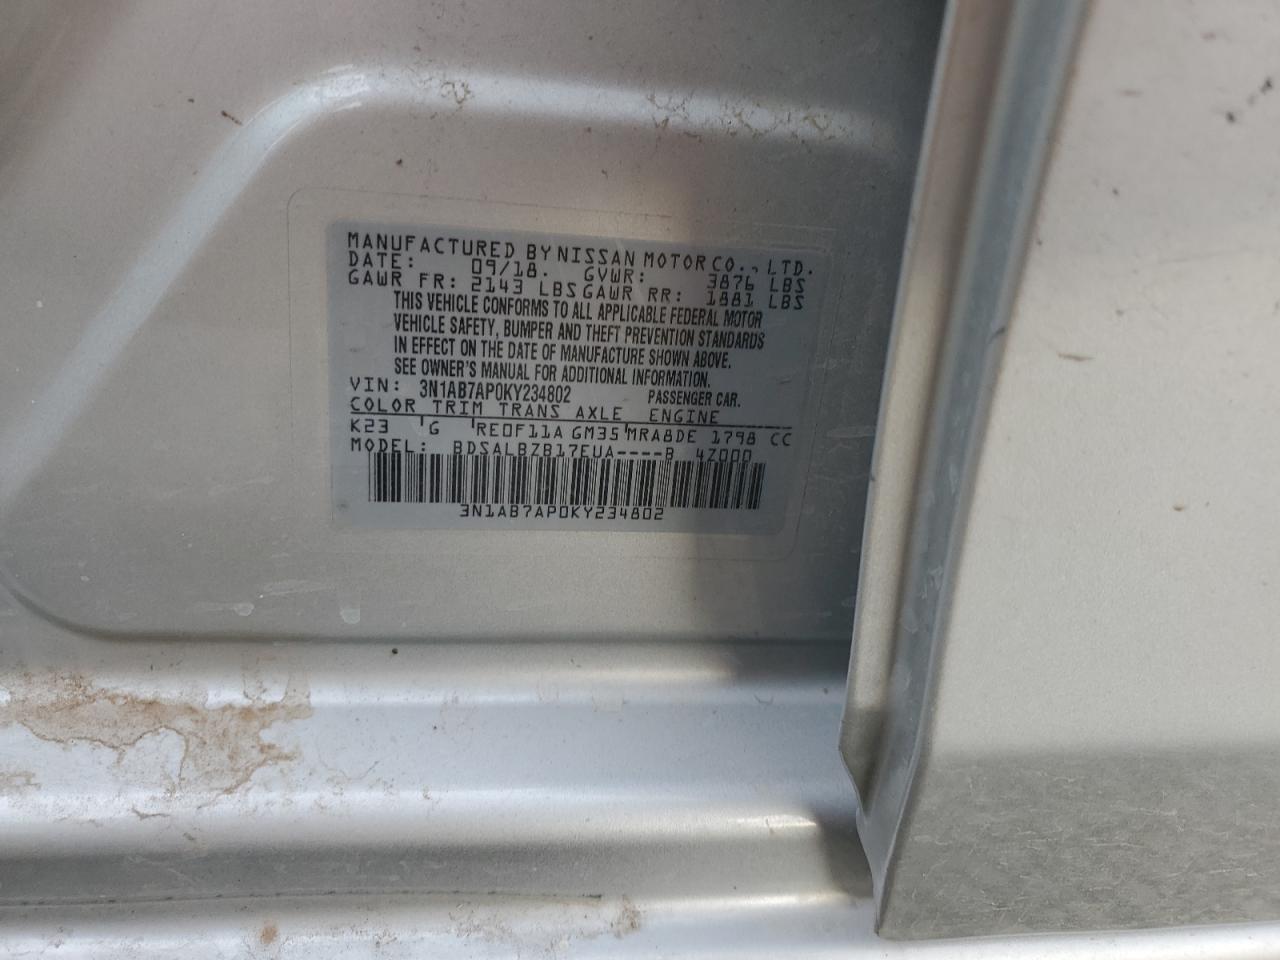 MANUFACTURED BY NISSAN MOTOR CO., LTD.
DATE: 09/18. GVWR: 3876 LBS
GAWR FR: 2143 LBS GAWR RR: 1881 LBS
THIS VEHICLE CONFORMS TO ALL APPLICABLE FEDERAL MOTOR
VEHICLE SAFETY, BUMPER AND THEFT PREVENTION STANDARDS
IN EFFECT ON THE DATE OF MANUFACTURE SHOWN ABOVE.
SEE OWNER'S MANUAL FOR ADDITIONAL INFORMATION.
VIN: 3N1AB7AP0KY234802 PASSENGER CAR.
COLOR TRIM TRANS AXLE ENGINE
K23 G RE0F11A GM35 MRA8DE 1798 CC
MODEL: BDSALBZB17EUA----B 4Z000
3N1AB7AP0KY234802